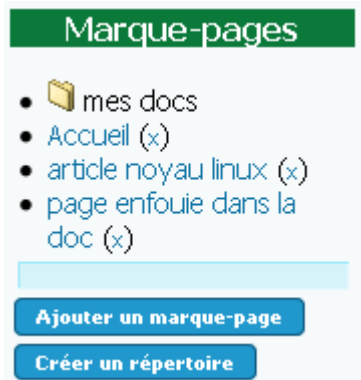 Marque-pages
mes docs
Accueil (x)
article noyau linux (x)
page enfouie dans la
doc (x)
Ajouter un marque-page
Créer un répertoire